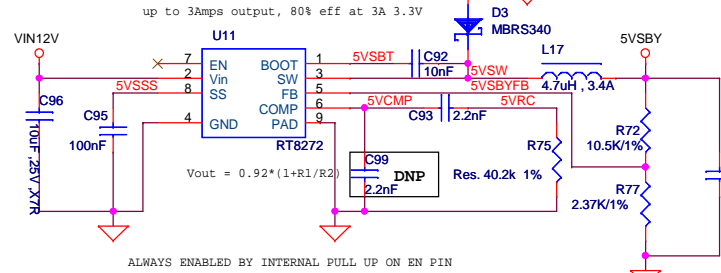 up to 3Amps output, 80% eff at 3A 3.3V
D3
MBRS340
VIN12V
U11
L17
5VSBY
7
EN
BOOT
1
5VSBT
C92
10nF
2
Vin
SW
3
5VSW
4.7uH , 3.4A
5VSSS
8
SS
FB
5
5VSBYFB
COMP
6
5VCMP
C93
2.2nF
5VRC
4
GND
PAD
9
RT8272
C96
10uF ,25V ,X7R
C95
100nF
R72
10.5K/1%
R75
Res. 40.2k 1%
C99
DNP
2.2nF
Vout = 0.92*(1+R1/R2)
R77
2.37K/1%
ALWAYS ENABLED BY INTERNAL PULL UP ON EN PIN